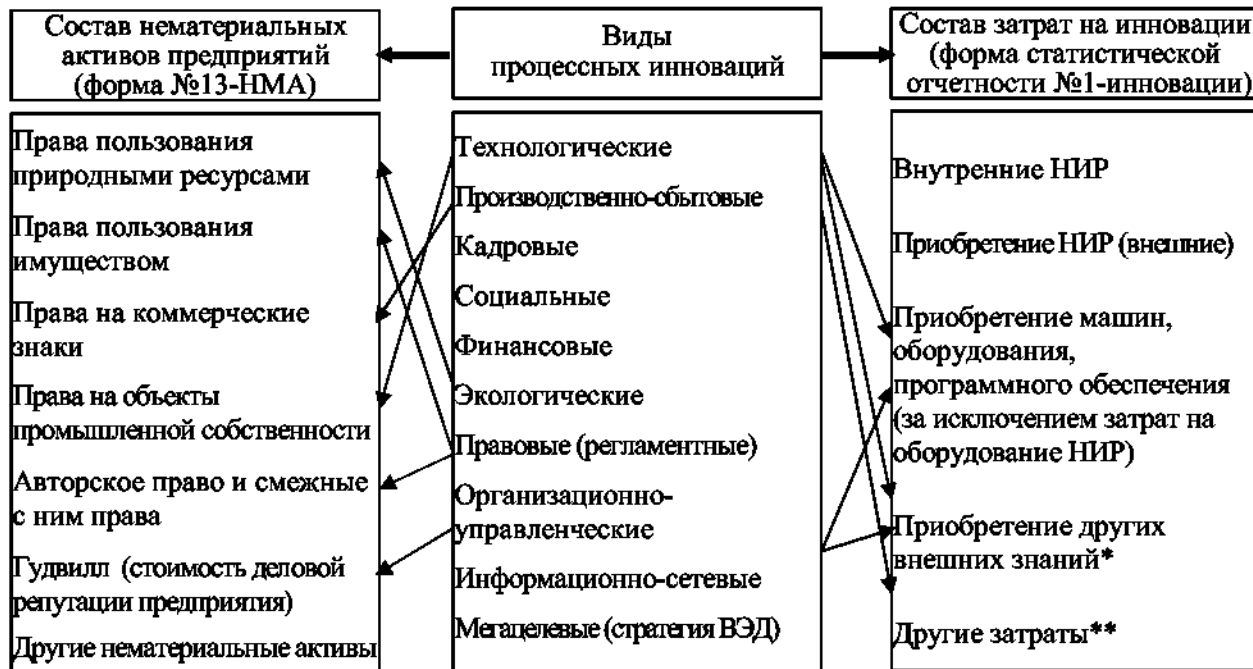 Состав нематериальных
активов предприятий
(форма №13-НМА)
Виды
процессных инноваций
Состав затрат на инновации
(форма статистической
отчетности №1-инновации)
Права пользования
природными ресурсами
Права пользования
имуществом
Права на коммерческие
знаки
Права на объекты
промышленной собственности
Авторское право и смежные
с ним права
Гудвилл (стоимость деловой
репутации предприятия)
Другие нематериальные активы
Технологические
Производственно-сбытовые
Кадровые
Социальные
Финансовые
Экологические
Правовые (регламентные)
Организационно-
управленческие
Информационно-сетевые
Мегацелевые (стратегия ВЭД)
Внутренние НИР
Приобретение НИР (внешние)
Приобретение машин,
оборудования,
программного обеспечения
(за исключением затрат на
оборудование НИР)
Приобретение других
внешних знаний*
Другие затраты**